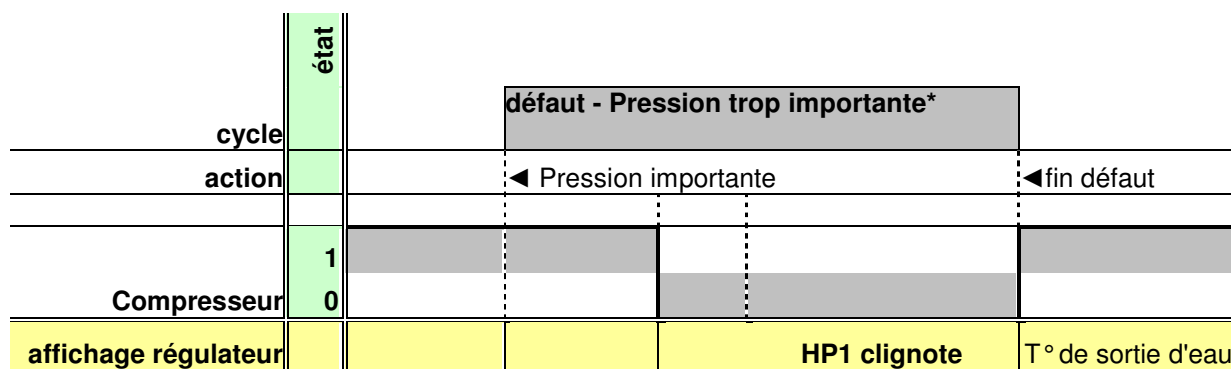 état
défaut - Pression trop importante*
cycle
action ◄ Pression importante ◄fin défaut
1
Compresseur 0
affichage régulateur HP1 clignote T° de sortie d'eau